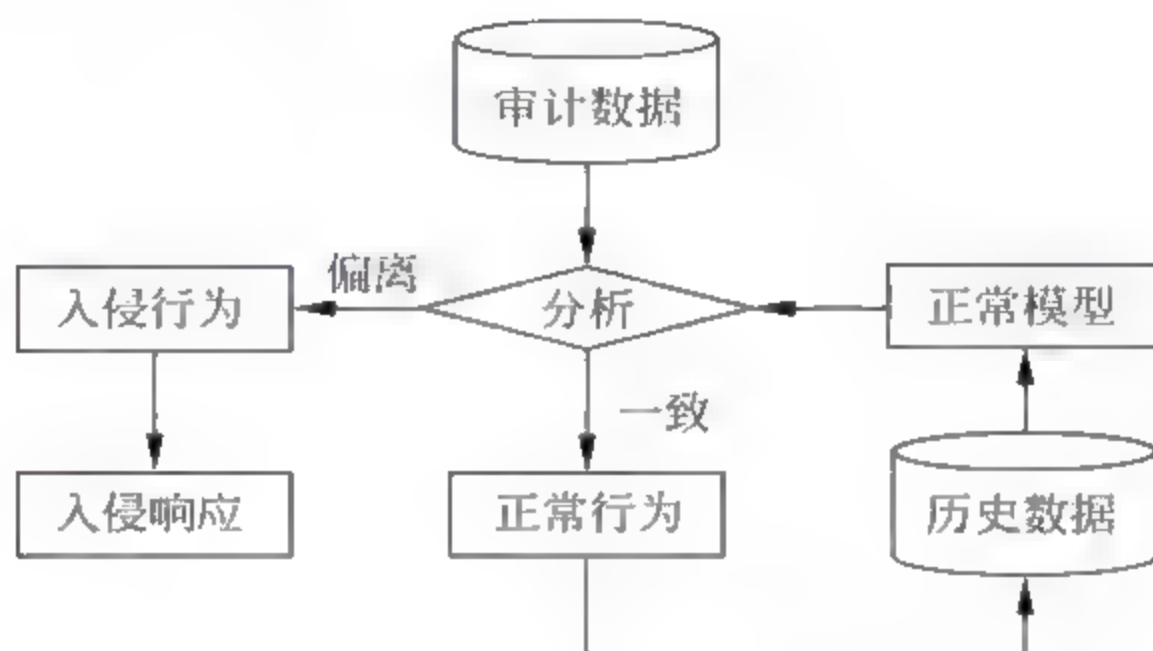 审计数据
偏离
入侵行为
分析
正常模型
一致
入侵响应
正常行为
历史数据